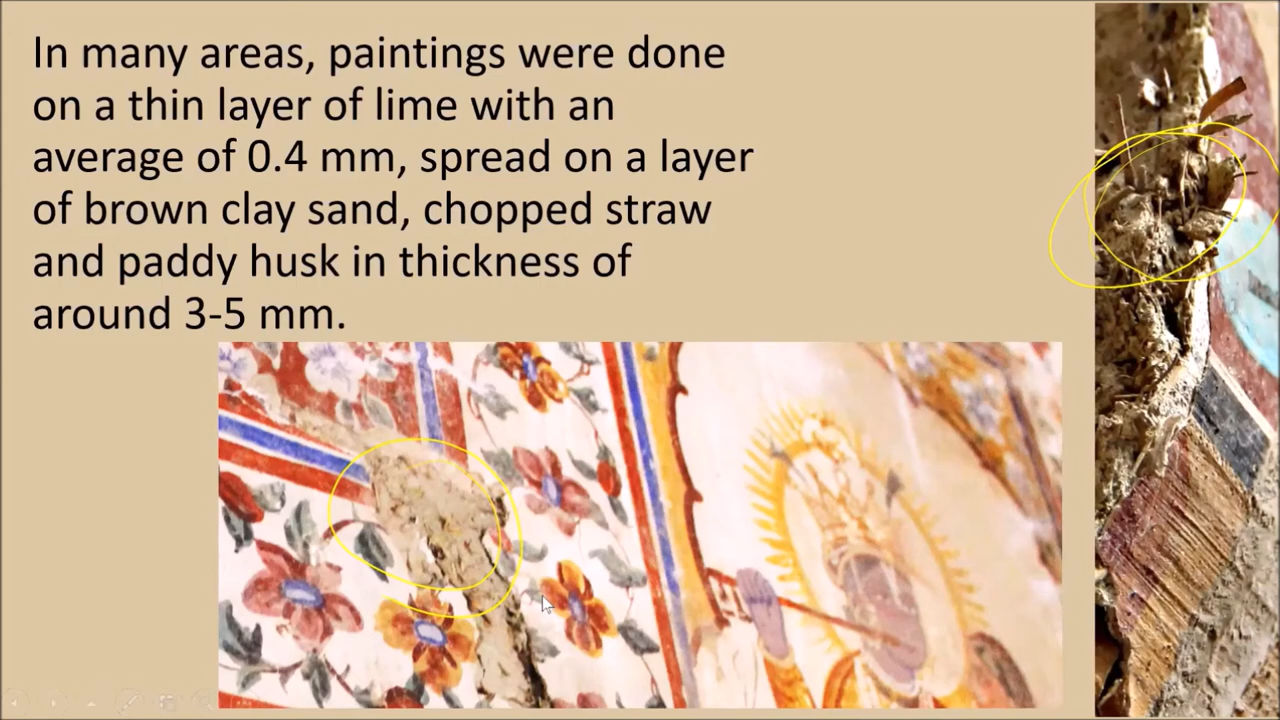 In many areas, paintings were done
on a thin layer of lime with an
average of 0.4 mm, spread on a layer
of brown clay sand, chopped straw
and paddy husk in thickness of
around 3-5 mm.